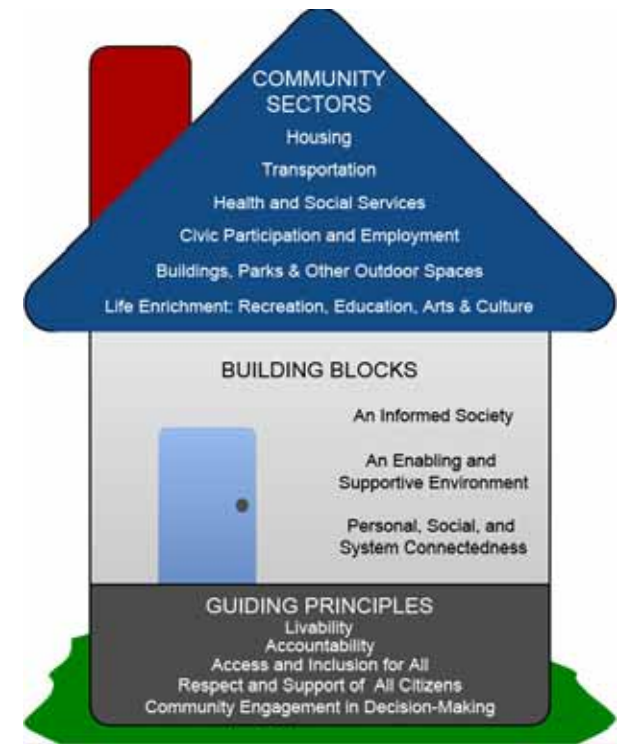 COMMUNITY
SECTORS
Housing
Transportation
Health and Social Services
Civic Participation and Employment
Buildings, Parks & Other Outdoor Spaces
Life Enrichment: Recreation, Education, Arts & Culture
BUILDING BLOCKS
An Informed Society
An Enabling and
Supportive Environment
Personal, Social, and
System Connectedness
GUIDING PRINCIPLES
Livability
Accountability
Access and Inclusion for All
Respect and Support of All Citizens
Community Engagement in Decision-Making